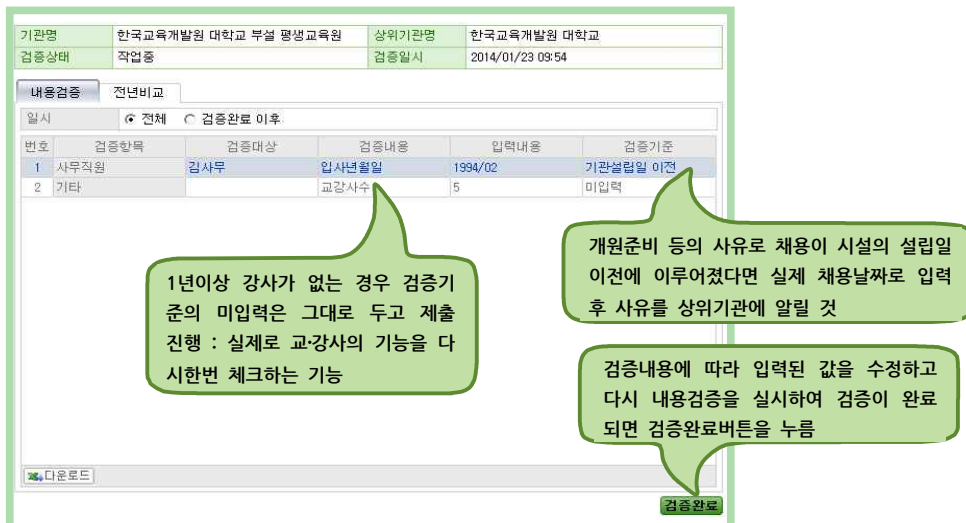 기관명 한국교육개발원 대학교 부설 평생교육원 상위기관명 한국교육개발원 대학교
검증상태 작업중 검증일시 2014/01/23 09:54
내용검증 전년비교
일시 전체 검증완료 이후
번호 검증항목 검증대상 검증내용 입력내용 검증기준
1 사무직원 김사무 입사년월일 1994/02 기관설립일 이전
2 기타 교강사수 5 미입력
개원준비 등의 사유로 채용이 시설의 설립일
이전에 이루어졌다면 실제 채용날짜로 입력
후 사유를 상위기관에 알릴 것
1년이상 강사가 없는 경우 검증기
준의 미입력은 그대로 두고 제출
진행 : 실제로 교·강사의 기능을 다
시한번 체크하는 기능
검증내용에 따라 입력된 값을 수정하고
다시 내용검증을 실시하여 검증이 완료
되면 검증완료버튼을 누름
다운로드
검증완료